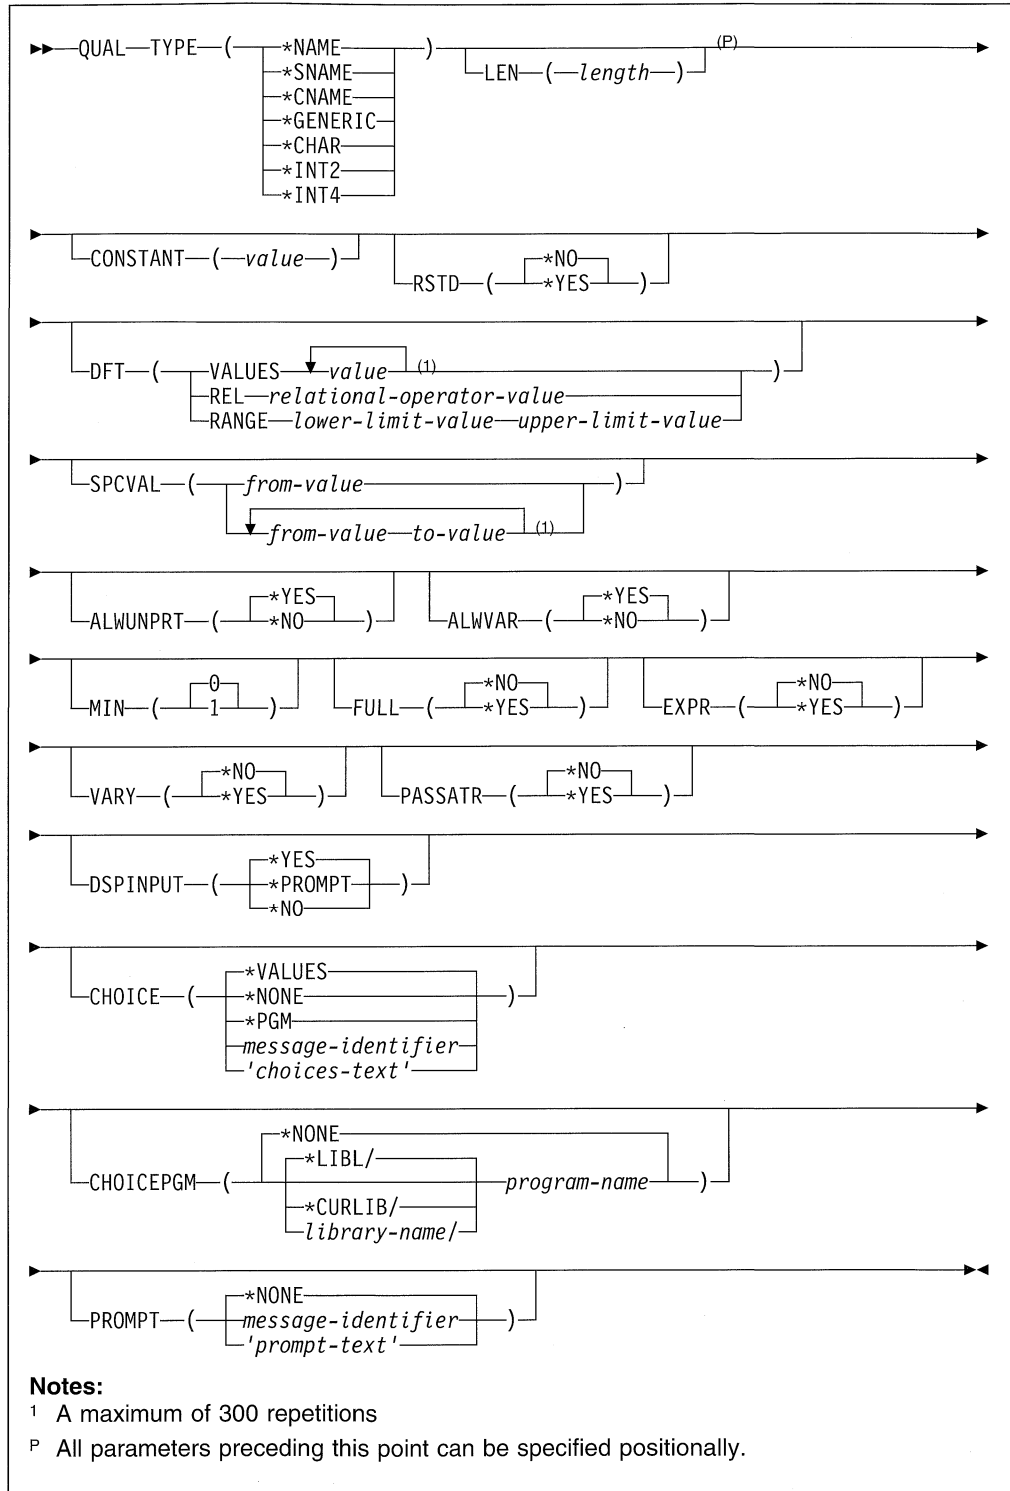 QUAL TYPE ( *NAME ) LEN ( length ) (P)
*SNAME
*CNAME
*GENERIC
*CHAR
*INT2
*INT4
CONSTANT ( value ) RSTD ( *NO
*YES )
DFT ( VALUES value (1) )
REL relational-operator-value
RANGE lower-limit-value upper-limit-value
SPCVAL ( from-value )
from-value to-value (1)
ALWUNPRT ( *YES
*NO ) ALWVAR ( *YES
*NO )
MIN ( 0
1 ) FULL ( *NO
*YES ) EXPR ( *NO
*YES )
VARY ( *NO
*YES ) PASSATR ( *NO
*YES )
DSPINPUT ( *YES
*PROMPT )
*NO
CHOICE ( *VALUES
*NONE )
*PGM
message-identifier
'choices-text'
CHOICEPGM ( *NONE
*LIBL/
program-name )
*CURLIB/
library-name/
PROMPT ( *NONE
message-identifier )
'prompt-text'
Notes:
1 A maximum of 300 repetitions
P All parameters preceding this point can be specified positionally.